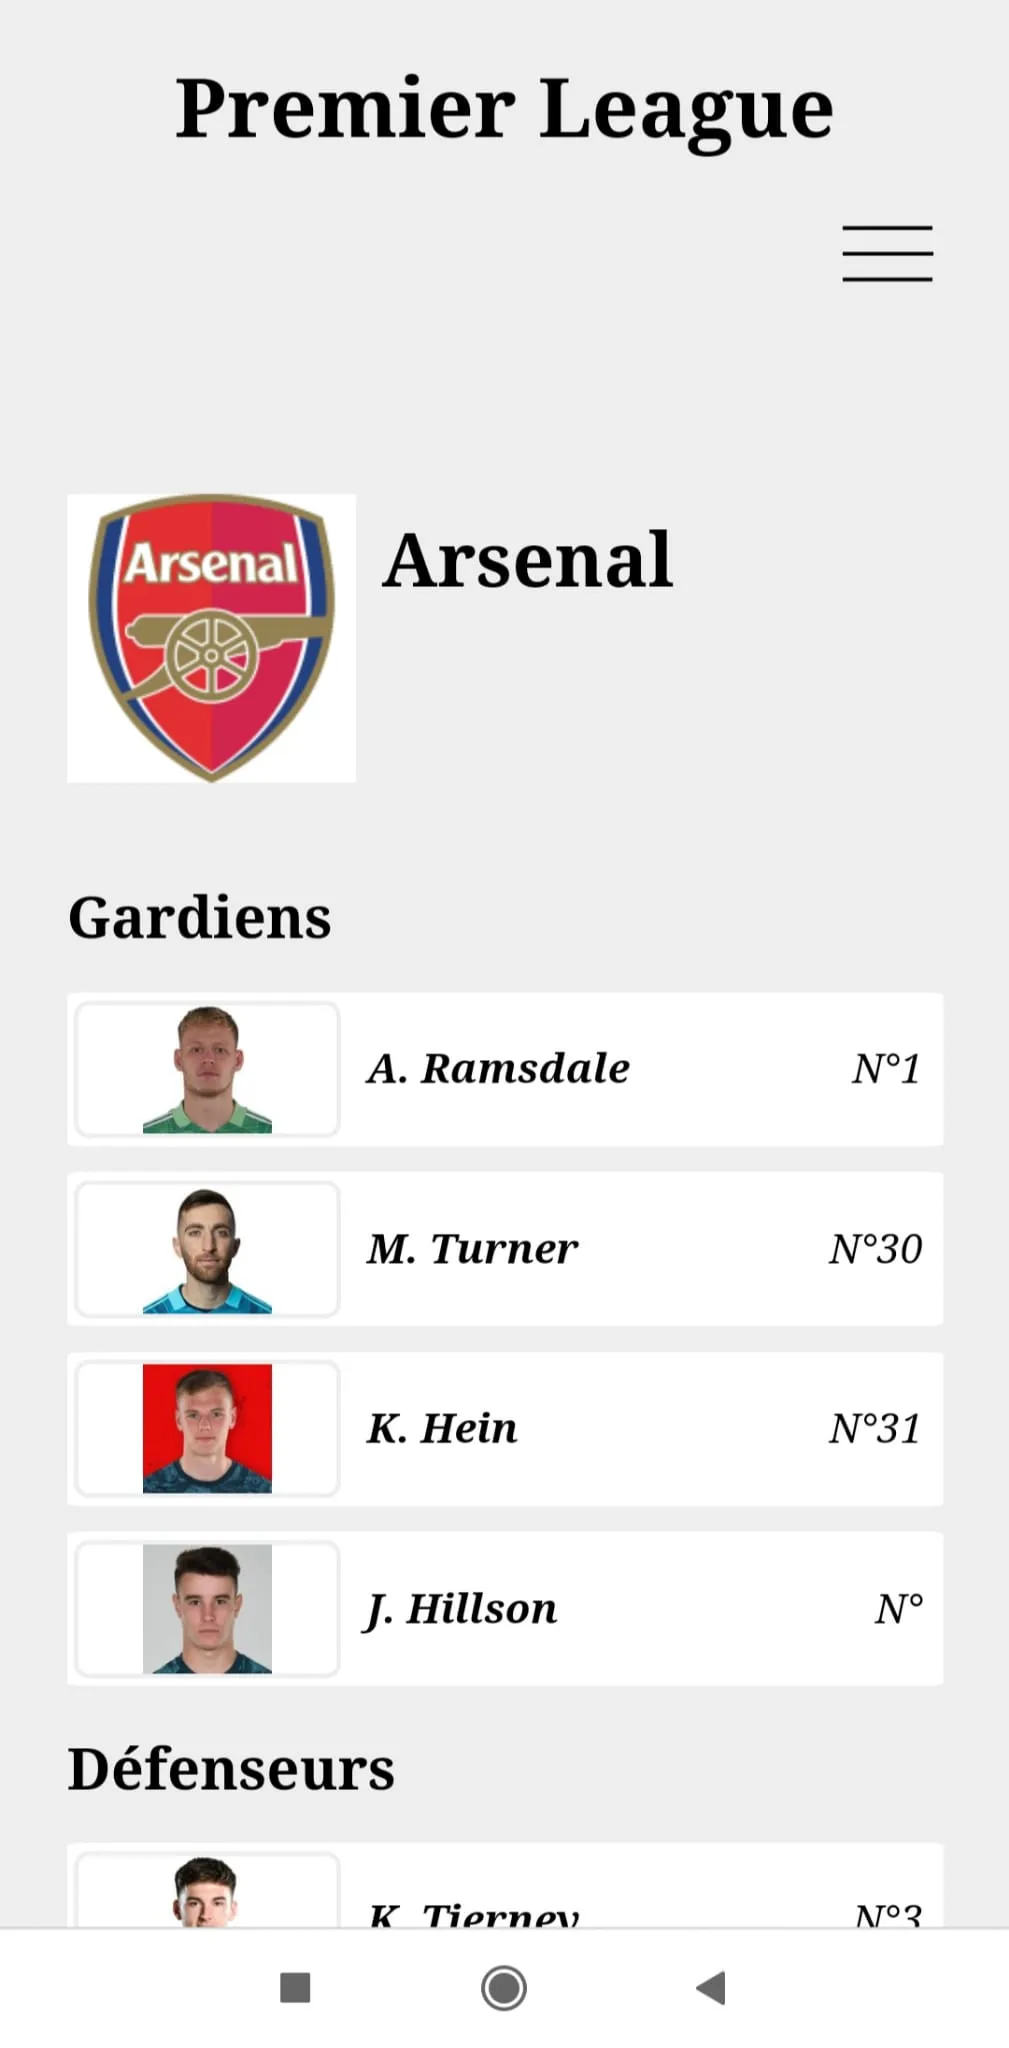 Premier League
Arsenal
Arsenal
Gardiens
A. Ramsdale N°1
M. Turner N°30
K. Hein N°31
J. Hillson N°
Défenseurs
K. Tierney N°3